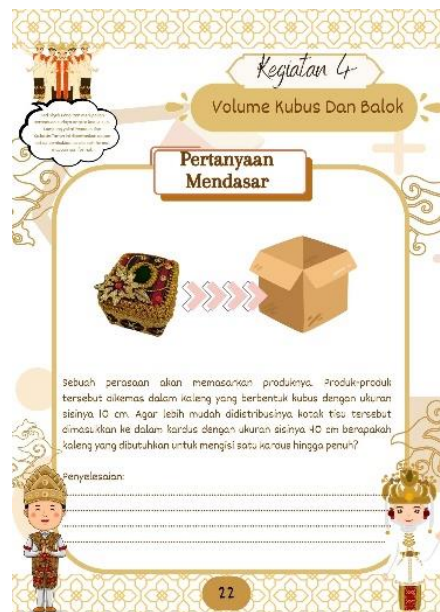 Kegiatan 4
Volume Kubus Dan Balok
Pertanyaan
Mendasar
Sebuah perasaan akan memasarkan produknya. Produk-produk
tersebut dikemas dalam kaleng yang berbentuk kubus dengan ukuran
sisinya 10 cm. Agar lebih mudah didistribusinya kotak tisu tersebut
dimasukkan ke dalam kardus dengan ukuran sisinya 40 cm berapakah
kaleng yang dibutuhkan untuk mengisi satu kardus hingga penuh?
Penyelesaian:
22